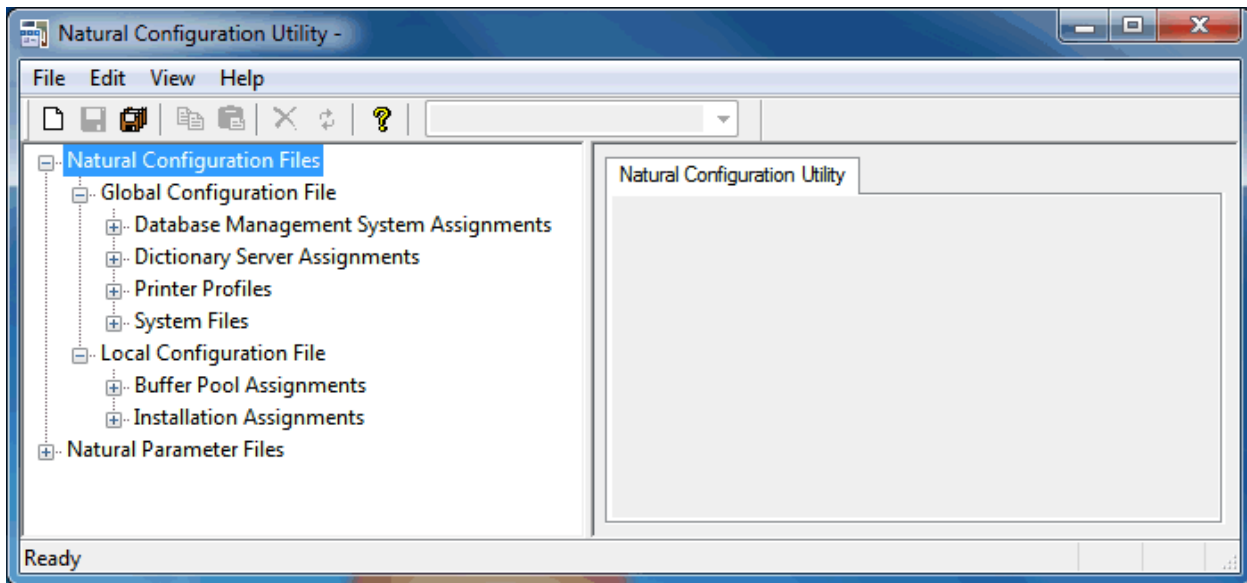 Natural Configuration Utility -
File Edit View Help
Natural Configuration Files
Global Configuration File
Database Management System Assignments
Dictionary Server Assignments
Printer Profiles
System Files
Local Configuration File
Buffer Pool Assignments
Installation Assignments
Natural Parameter Files
Natural Configuration Utility
Ready